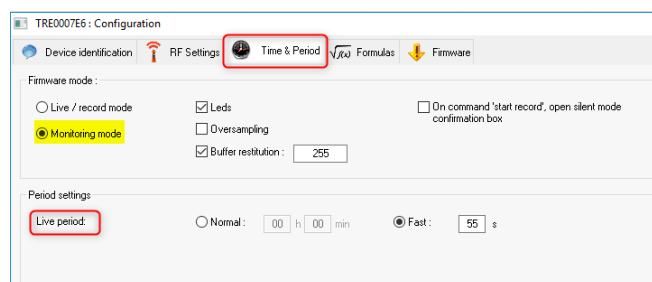 TRE0007E6 : Configuration
Device identification RF Settings Time & Period √f(x) Formulas Firmware
Firmware mode :
Live / record mode Leds On command 'start record', open silent mode
confirmation box
Monitoring mode Oversampling
Buffer restitution : 255
Period settings
Live period: Normal : 00 h 00 min Fast : 55 s